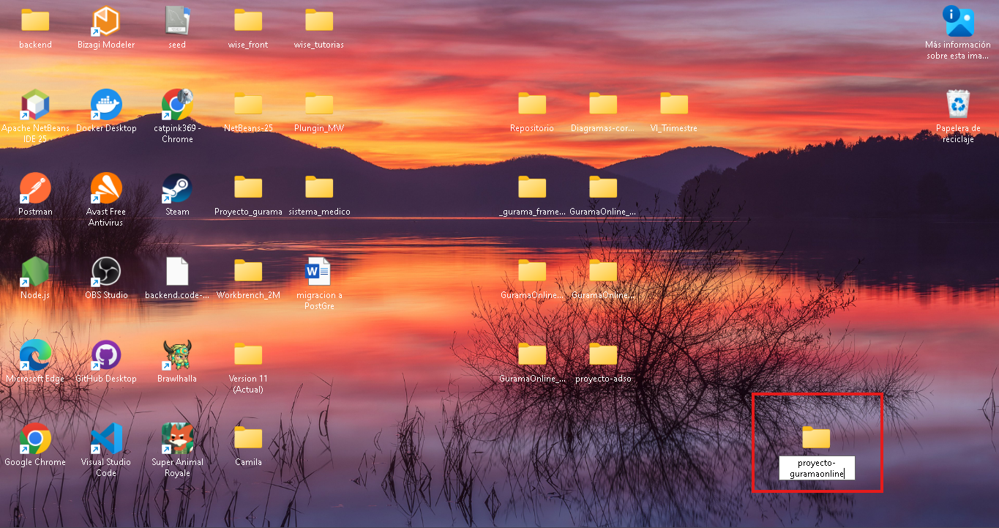 backend
Bizagi Modeler
seed
wise_front
wise_tutorias
Más información
sobre esta ima...
Apache NetBeans
IDE 25
Docker Desktop
catpink369 -
Chrome
NetBeans-25
Plungin_MW
Repositorio
Diagramas-cor...
VI_Trimestre
Papelera de
reciclaje
Postman
Avast Free
Antivirus
Steam
Proyecto_gurama
sistema_medico
_gurama_frame...
GuramaOnline_...
Node.js
OBS Studio
backend.code-...
Workbrench_2M
migracion a
PostGre
GuramaOnline...
GuramaOnline...
Microsoft Edge
GitHub Desktop
Brawlhalla
Version 11
(Actual)
GuramaOnline_...
proyecto-adso
Google Chrome
Visual Studio
Code
Super Animal
Royale
Camila
proyecto-
guramaonline